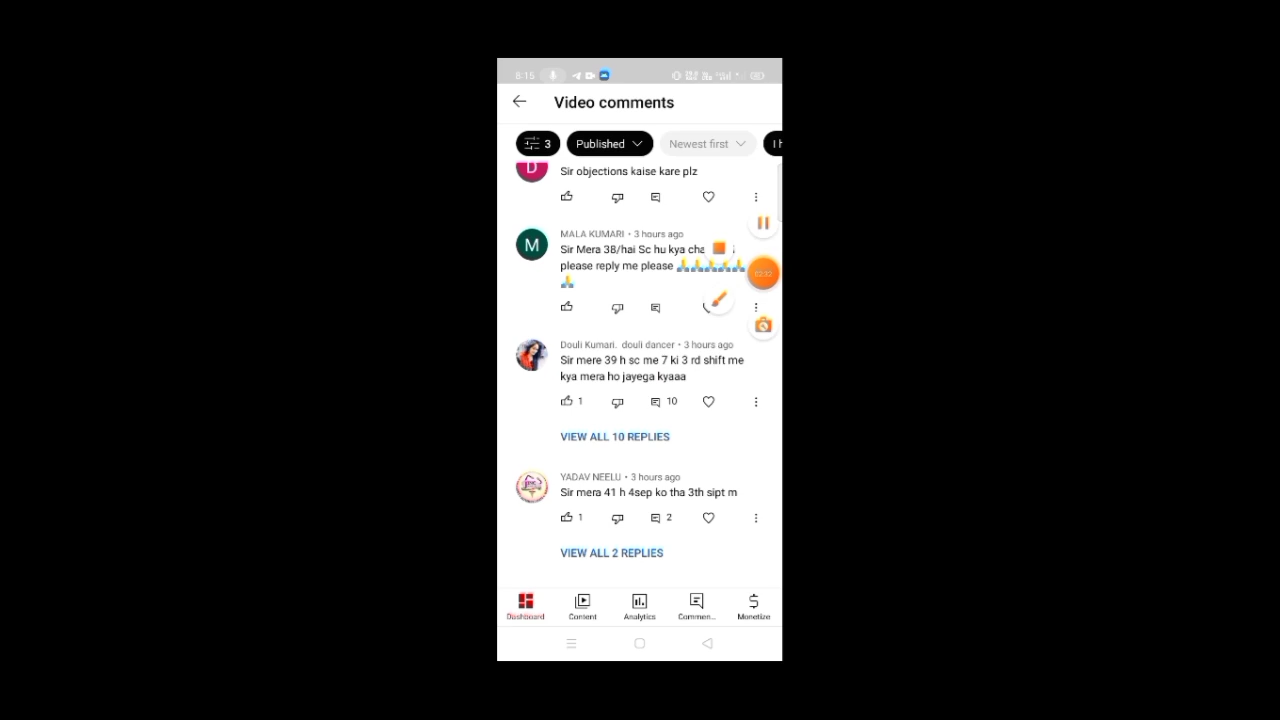 8:15
Video comments
3 Published Newest first I h
D
Sir objections kaise kare plz
MALA KUMARI • 3 hours ago
M
Sir Mera 38/hai Sc hu kya cha
please reply me please 🙏🙏🙏🙏🙏
🙏
Douli Kumari. douli dancer • 3 hours ago
Sir mere 39 h sc me 7 ki 3 rd shift me
kya mera ho jayega kyaaa
1 10
VIEW ALL 10 REPLIES
YADAV NEELU • 3 hours ago
Sir mera 41 h 4sep ko tha 3th sipt m
1 2
VIEW ALL 2 REPLIES
Dashboard Content Analytics Commen... Monetize